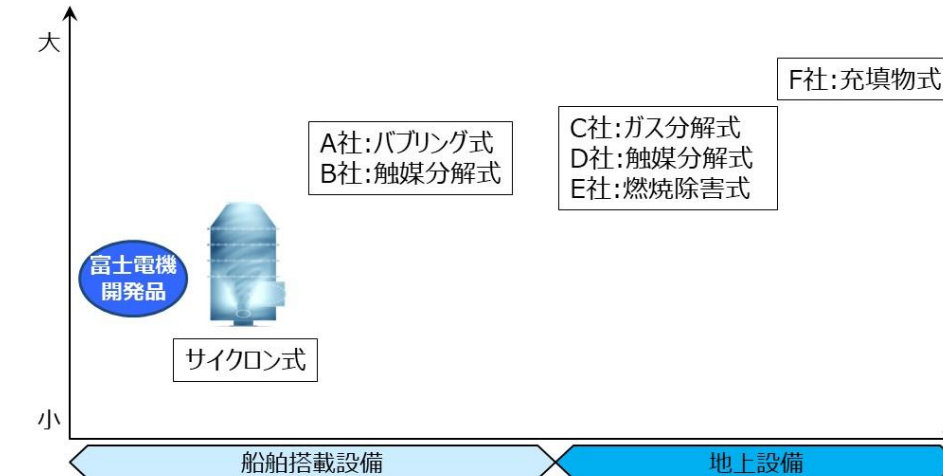 大
F社:充填物式
A社:バブリング式
B社:触媒分解式
C社:ガス分解式
D社:触媒分解式
E社:燃焼除害式
富士電機
開発品
サイクロン式
小
船舶搭載設備
地上設備